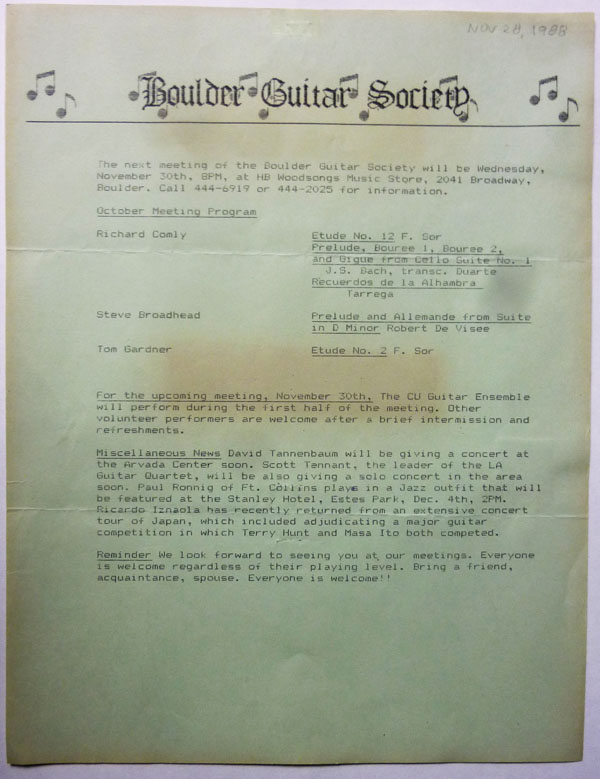 NOV 28, 1988
Boulder Guitar Society
The next meeting of the Boulder Guitar Society will be Wednesday,
November 30th, 8PM, at HB Woodsongs Music Store, 2041 Broadway,
Boulder. Call 444-6919 or 444-2025 for information.
October Meeting Program
Richard Comly Etude No. 12 F. Sor
Prelude, Bouree 1, Bouree 2,
and Gigue from Cello Suite No. 1
J.S. Bach, transc. Duarte
Recuerdos de la Alhambra
Tarrega
Steve Broadhead Prelude and Allemande from Suite
in D Minor Robert De Visee
Tom Gardner Etude No. 2 F. Sor
For the upcoming meeting, November 30th, The CU Guitar Ensemble
will perform during the first half of the meeting. Other
volunteer performers are welcome after a brief intermission and
refreshments.
Miscellaneous News David Tannenbaum will be giving a concert at
the Arvada Center soon. Scott Tennant, the leader of the LA
Guitar Quartet, will be also giving a solo concert in the area
soon. Paul Ronnig of Ft. Collins plays in a Jazz outfit that will
be featured at the Stanley Hotel, Estes Park, Dec. 4th, 2PM.
Ricardo Iznaola has recently returned from an extensive concert
tour of Japan, which included adjudicating a major guitar
competition in which Terry Hunt and Masa Ito both competed.
Reminder We look forward to seeing you at our meetings. Everyone
is welcome regardless of their playing level. Bring a friend,
acquaintance, spouse. Everyone is welcome!!